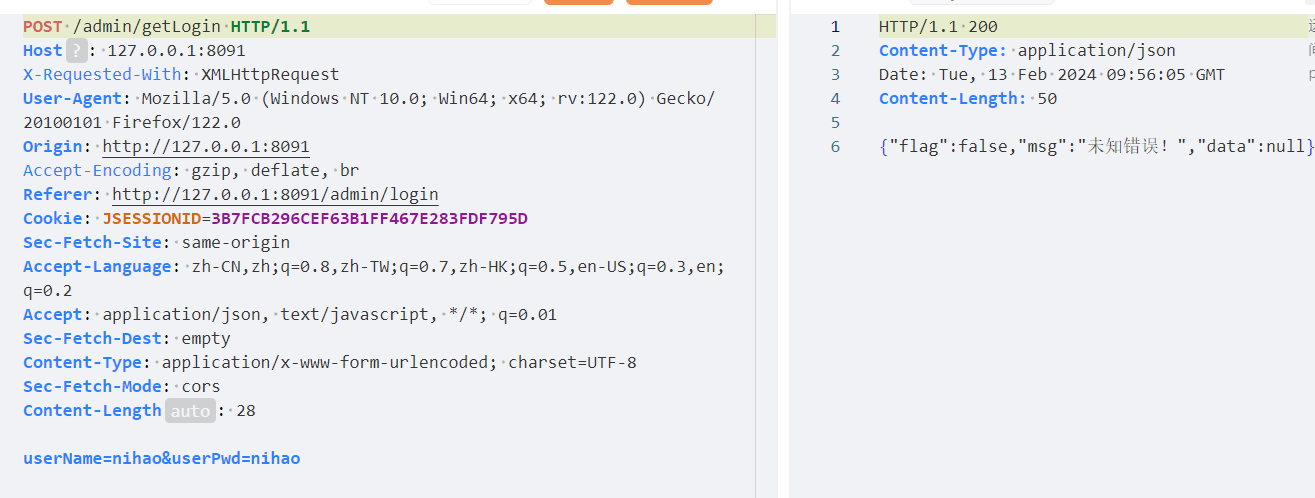 POST /admin/getLogin HTTP/1.1
Host ? : 127.0.0.1:8091
X-Requested-With: XMLHttpRequest
User-Agent: Mozilla/5.0 (Windows NT 10.0; Win64; x64; rv:122.0) Gecko/
20100101 Firefox/122.0
Origin: http://127.0.0.1:8091
Accept-Encoding: gzip, deflate, br
Referer: http://127.0.0.1:8091/admin/login
Cookie: JSESSIONID=3B7FCB296CEF63B1FF467E283FDF795D
Sec-Fetch-Site: same-origin
Accept-Language: zh-CN,zh;q=0.8,zh-TW;q=0.7,zh-HK;q=0.5,en-US;q=0.3,en;
q=0.2
Accept: application/json, text/javascript, */*; q=0.01
Sec-Fetch-Dest: empty
Content-Type: application/x-www-form-urlencoded; charset=UTF-8
Sec-Fetch-Mode: cors
Content-Length auto : 28
userName=nihao&userPwd=nihao
1 HTTP/1.1 200
2 Content-Type: application/json
3 Date: Tue, 13 Feb 2024 09:56:05 GMT
4 Content-Length: 50
5
6 {"flag":false,"msg":"未知错误！","data":null}